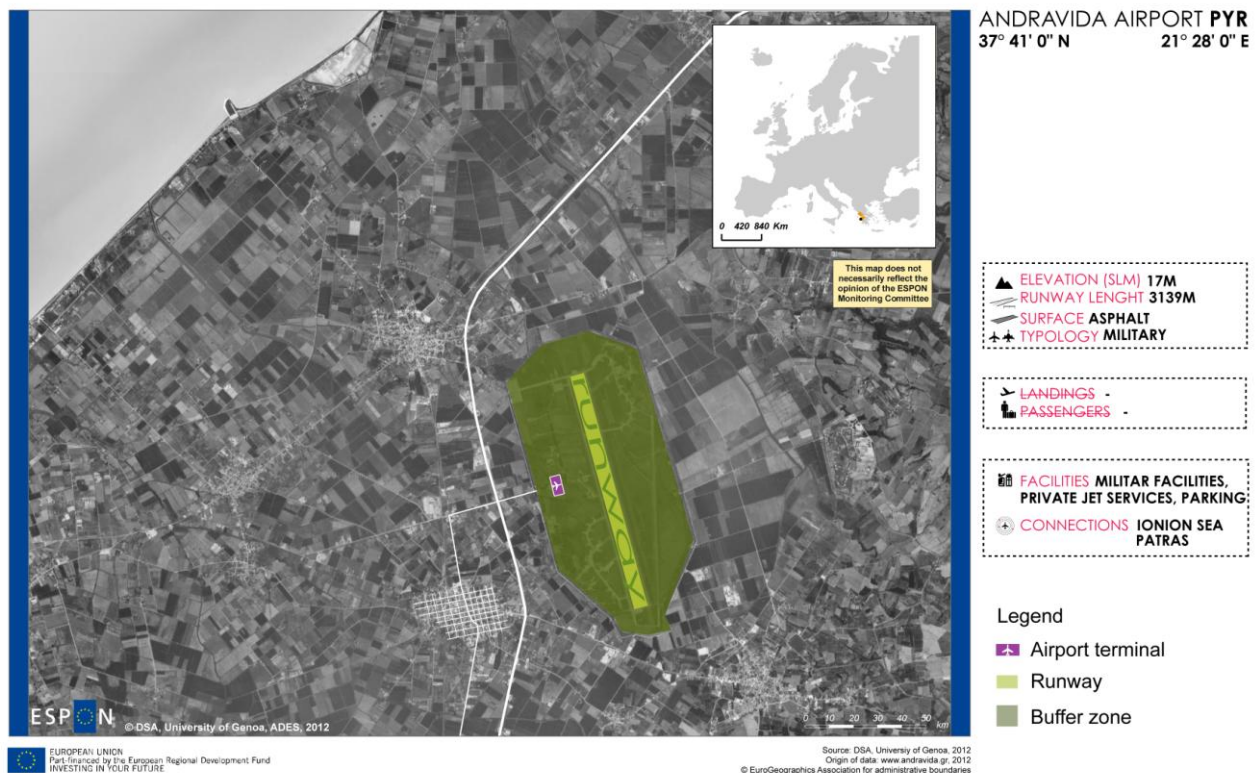 ANDRAVIDA AIRPORT PYR
37° 41' 0" N 21° 28' 0" E
0 420 840 Km
This map does not
necessarily reflect the
opinion of the ESPON
Monitoring Committee
ELEVATION (SLM) 17M
RUNWAY LENGHT 3139M
SURFACE ASPHALT
TYPOLOGY MILITARY
LANDINGS -
PASSENGERS -
FACILITIES MILITAR FACILITIES,
PRIVATE JET SERVICES, PARKING
CONNECTIONS IONION SEA
PATRAS
runway
Legend
Airport terminal
Runway
Buffer zone
ESPON
© DSA, University of Genoa, ADES, 2012
0 10 20 30 40 50
km
EUROPEAN UNION
Part-financed by the European Regional Development Fund
INVESTING IN YOUR FUTURE
Source: DSA, Universiy of Genoa, 2012
Origin of data: www.andravida.gr, 2012
© EuroGeographics Association for administrative boundaries